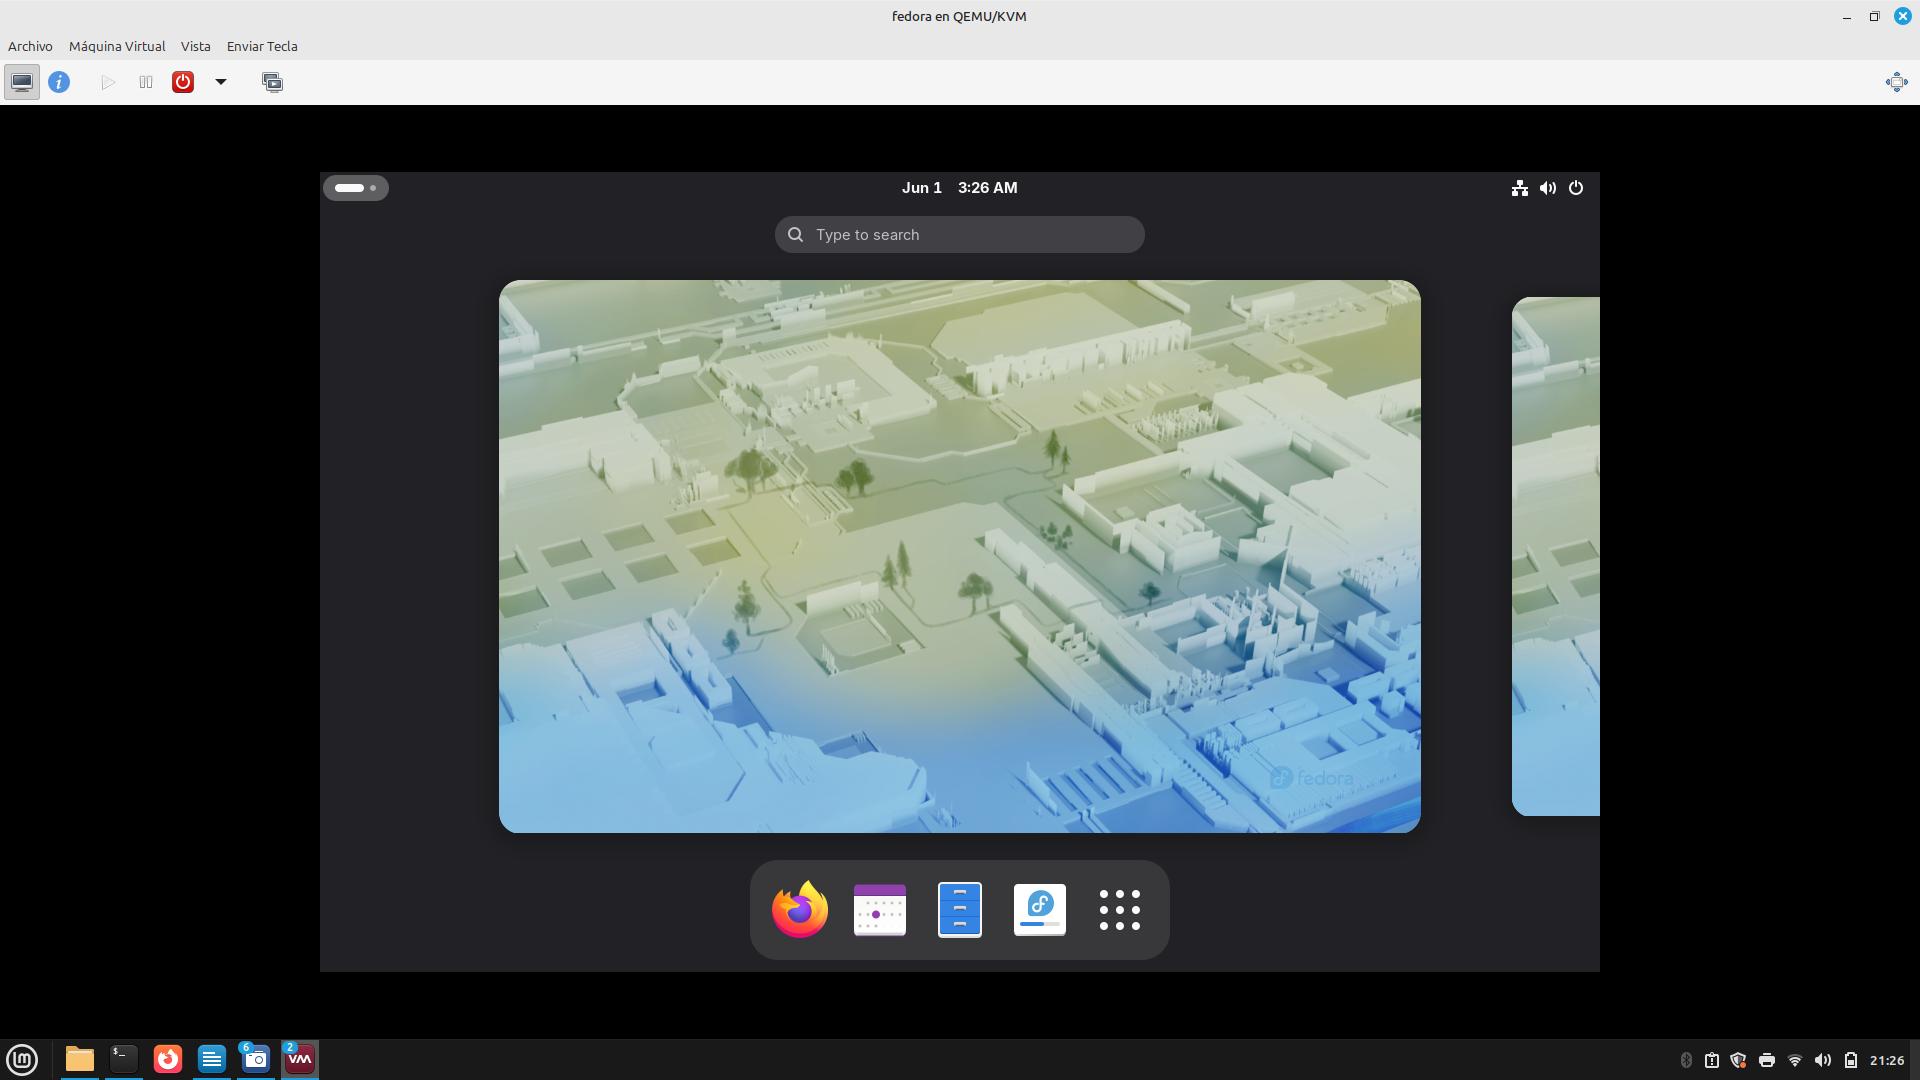 fedora en QEMU/KVM
Archivo Máquina Virtual Vista Enviar Tecla
Jun 1 3:26 AM
Type to search
fedora
$_
6
2
VM
21:26